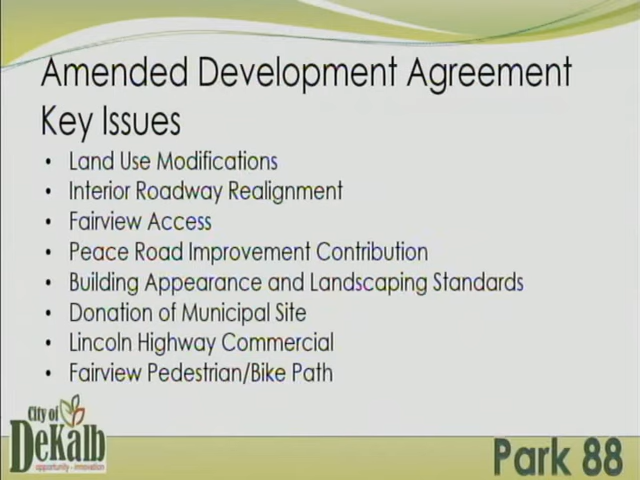 Amended Development Agreement
Key Issues
• Land Use Modifications
• Interior Roadway Realignment
• Fairview Access
• Peace Road Improvement Contribution
• Building Appearance and Landscaping Standards
• Donation of Municipal Site
• Lincoln Highway Commercial
• Fairview Pedestrian/Bike Path
City of
DeKalb
opportunity · innovation
Park 88